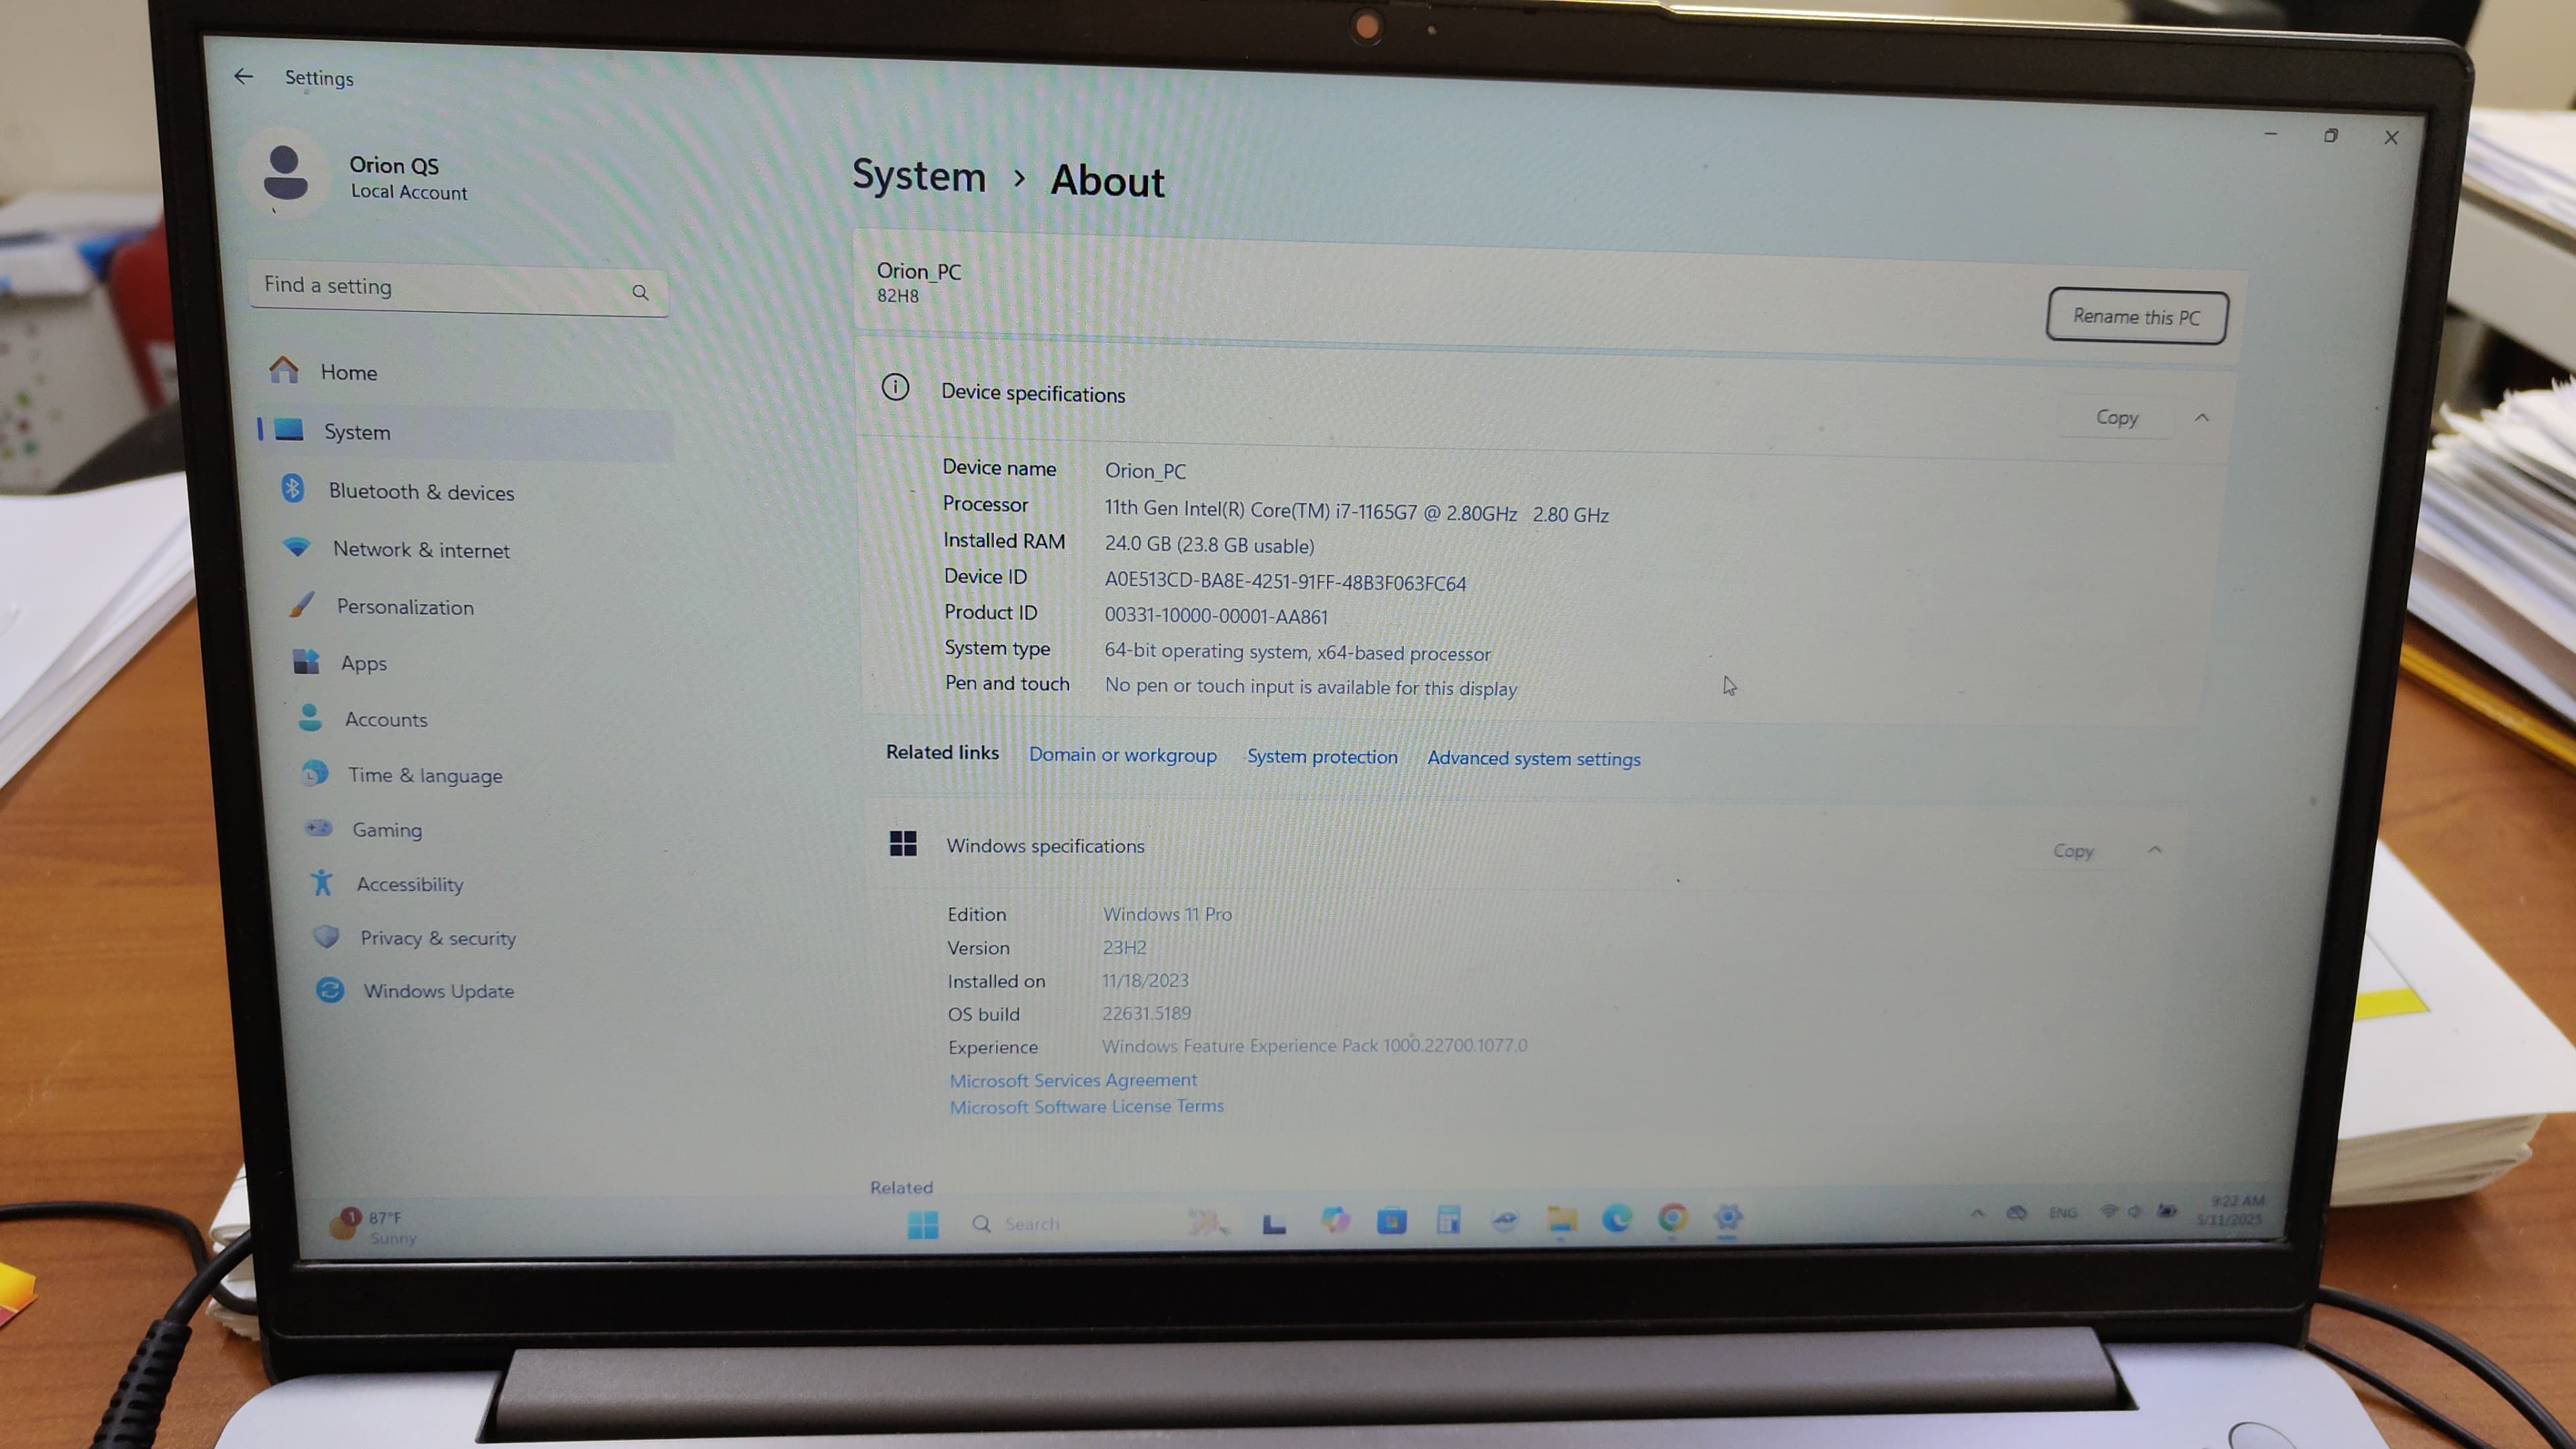 Settings
Orion QS
Local Account
Find a setting
Home
System
Bluetooth & devices
Network & internet
Personalization
Apps
Accounts
Time & language
Gaming
Accessibility
Privacy & security
Windows Update
System > About
Orion_PC
82H8
Rename this PC
Device specifications
Copy
Device name Orion_PC
Processor 11th Gen Intel(R) Core(TM) i7-1165G7 @ 2.80GHz 2.80 GHz
Installed RAM 24.0 GB (23.8 GB usable)
Device ID A0E513CD-BA8E-4251-91FF-48B3F063FC64
Product ID 00331-10000-00001-AA861
System type 64-bit operating system, x64-based processor
Pen and touch No pen or touch input is available for this display
Related links Domain or workgroup System protection Advanced system settings
Windows specifications
Copy
Edition Windows 11 Pro
Version 23H2
Installed on 11/18/2023
OS build 22631.5189
Experience Windows Feature Experience Pack 1000.22700.1077.0
Microsoft Services Agreement
Microsoft Software License Terms
Related
1
87°F
Sunny
Search
ENG
9:22 AM
5/11/2025